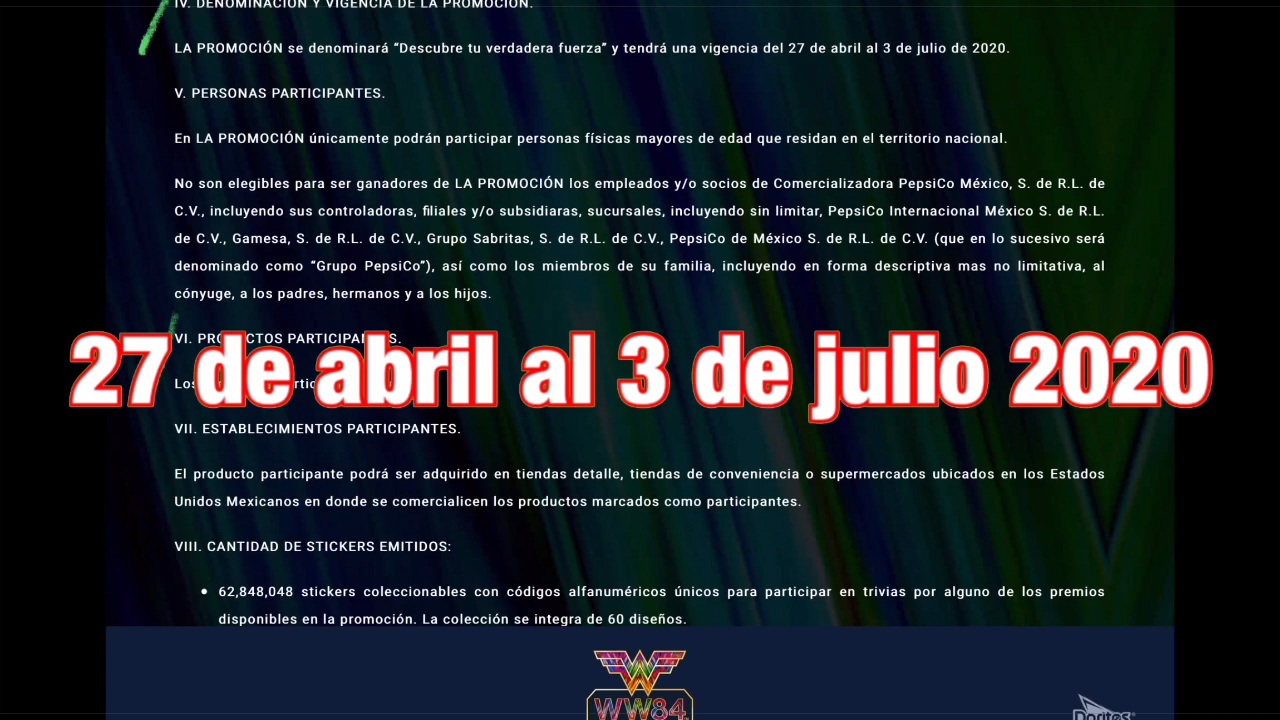 IV. DENOMINACIÓN Y VIGENCIA DE LA PROMOCIÓN.
LA PROMOCIÓN se denominará “Descubre tu verdadera fuerza” y tendrá una vigencia del 27 de abril al 3 de julio de 2020.
V. PERSONAS PARTICIPANTES.
En LA PROMOCIÓN únicamente podrán participar personas físicas mayores de edad que residan en el territorio nacional.
No son elegibles para ser ganadores de LA PROMOCIÓN los empleados y/o socios de Comercializadora PepsiCo México, S. de R.L. de
C.V., incluyendo sus controladoras, filiales y/o subsidiaras, sucursales, incluyendo sin limitar, PepsiCo Internacional México S. de R.L.
de C.V., Gamesa, S. de R.L. de C.V., Grupo Sabritas, S. de R.L. de C.V., PepsiCo de México S. de R.L. de C.V. (que en lo sucesivo será
denominado como “Grupo PepsiCo”), así como los miembros de su familia, incluyendo en forma descriptiva mas no limitativa, al
cónyuge, a los padres, hermanos y a los hijos.
VI. PRODUCTOS PARTICIPANTES.
27 de abril al 3 de julio 2020
Los
VII. ESTABLECIMIENTOS PARTICIPANTES.
El producto participante podrá ser adquirido en tiendas detalle, tiendas de conveniencia o supermercados ubicados en los Estados
Unidos Mexicanos en donde se comercialicen los productos marcados como participantes.
VIII. CANTIDAD DE STICKERS EMITIDOS:
• 62,848,048 stickers coleccionables con códigos alfanuméricos únicos para participar en trivias por alguno de los premios
disponibles en la promoción. La colección se integra de 60 diseños.
WW84
Doritos